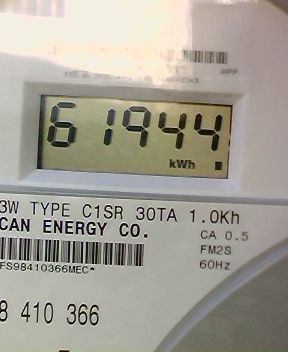 61944
kWh
3W TYPE C1SR 30TA 1.0Kh
CAN ENERGY CO.
CA 0.5
FM2S
60Hz
FS98410366MEC*
8 410 366